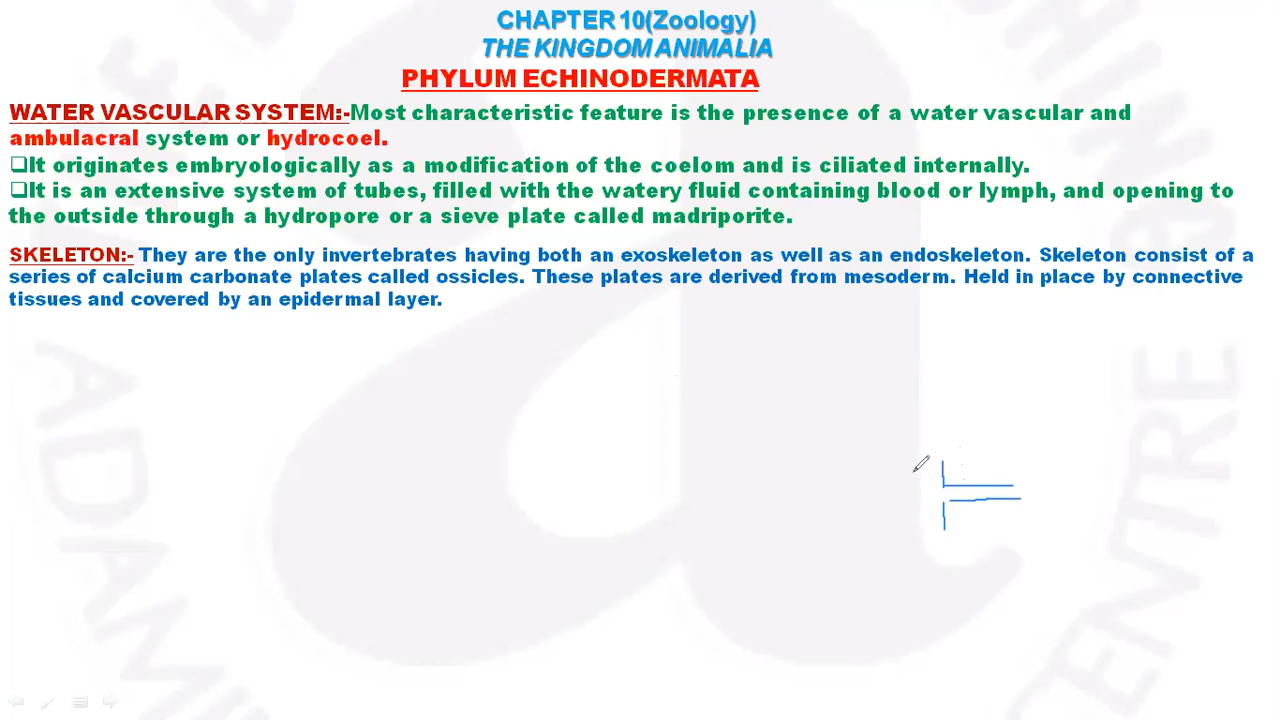 CHAPTER 10(Zoology)
THE KINGDOM ANIMALIA
PHYLUM ECHINODERMATA
WATER VASCULAR SYSTEM:-Most characteristic feature is the presence of a water vascular and
ambulacral system or hydrocoel.
❑It originates embryologically as a modification of the coelom and is ciliated internally.
❑It is an extensive system of tubes, filled with the watery fluid containing blood or lymph, and opening to
the outside through a hydropore or a sieve plate called madriporite.
SKELETON:- They are the only invertebrates having both an exoskeleton as well as an endoskeleton. Skeleton consist of a
series of calcium carbonate plates called ossicles. These plates are derived from mesoderm. Held in place by connective
tissues and covered by an epidermal layer.